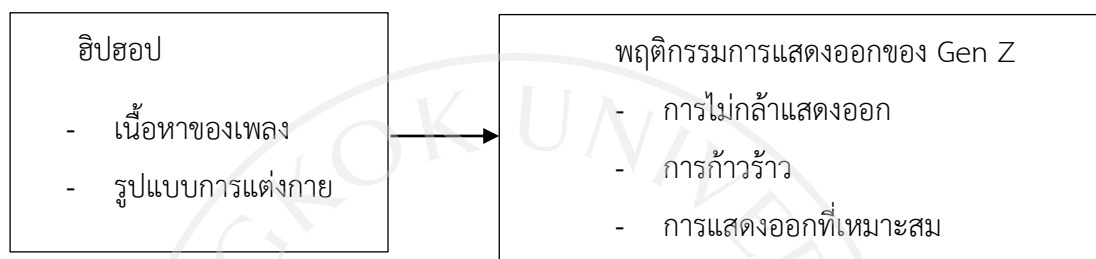 ฮิปฮอป
- เนื้อหาของเพลง
- รูปแบบการแต่งกาย
พฤติกรรมการแสดงออกของ Gen Z
- การไม่กล้าแสดงออก
- การก้าวร้าว
- การแสดงออกที่เหมาะสม
GKOK UNIVE